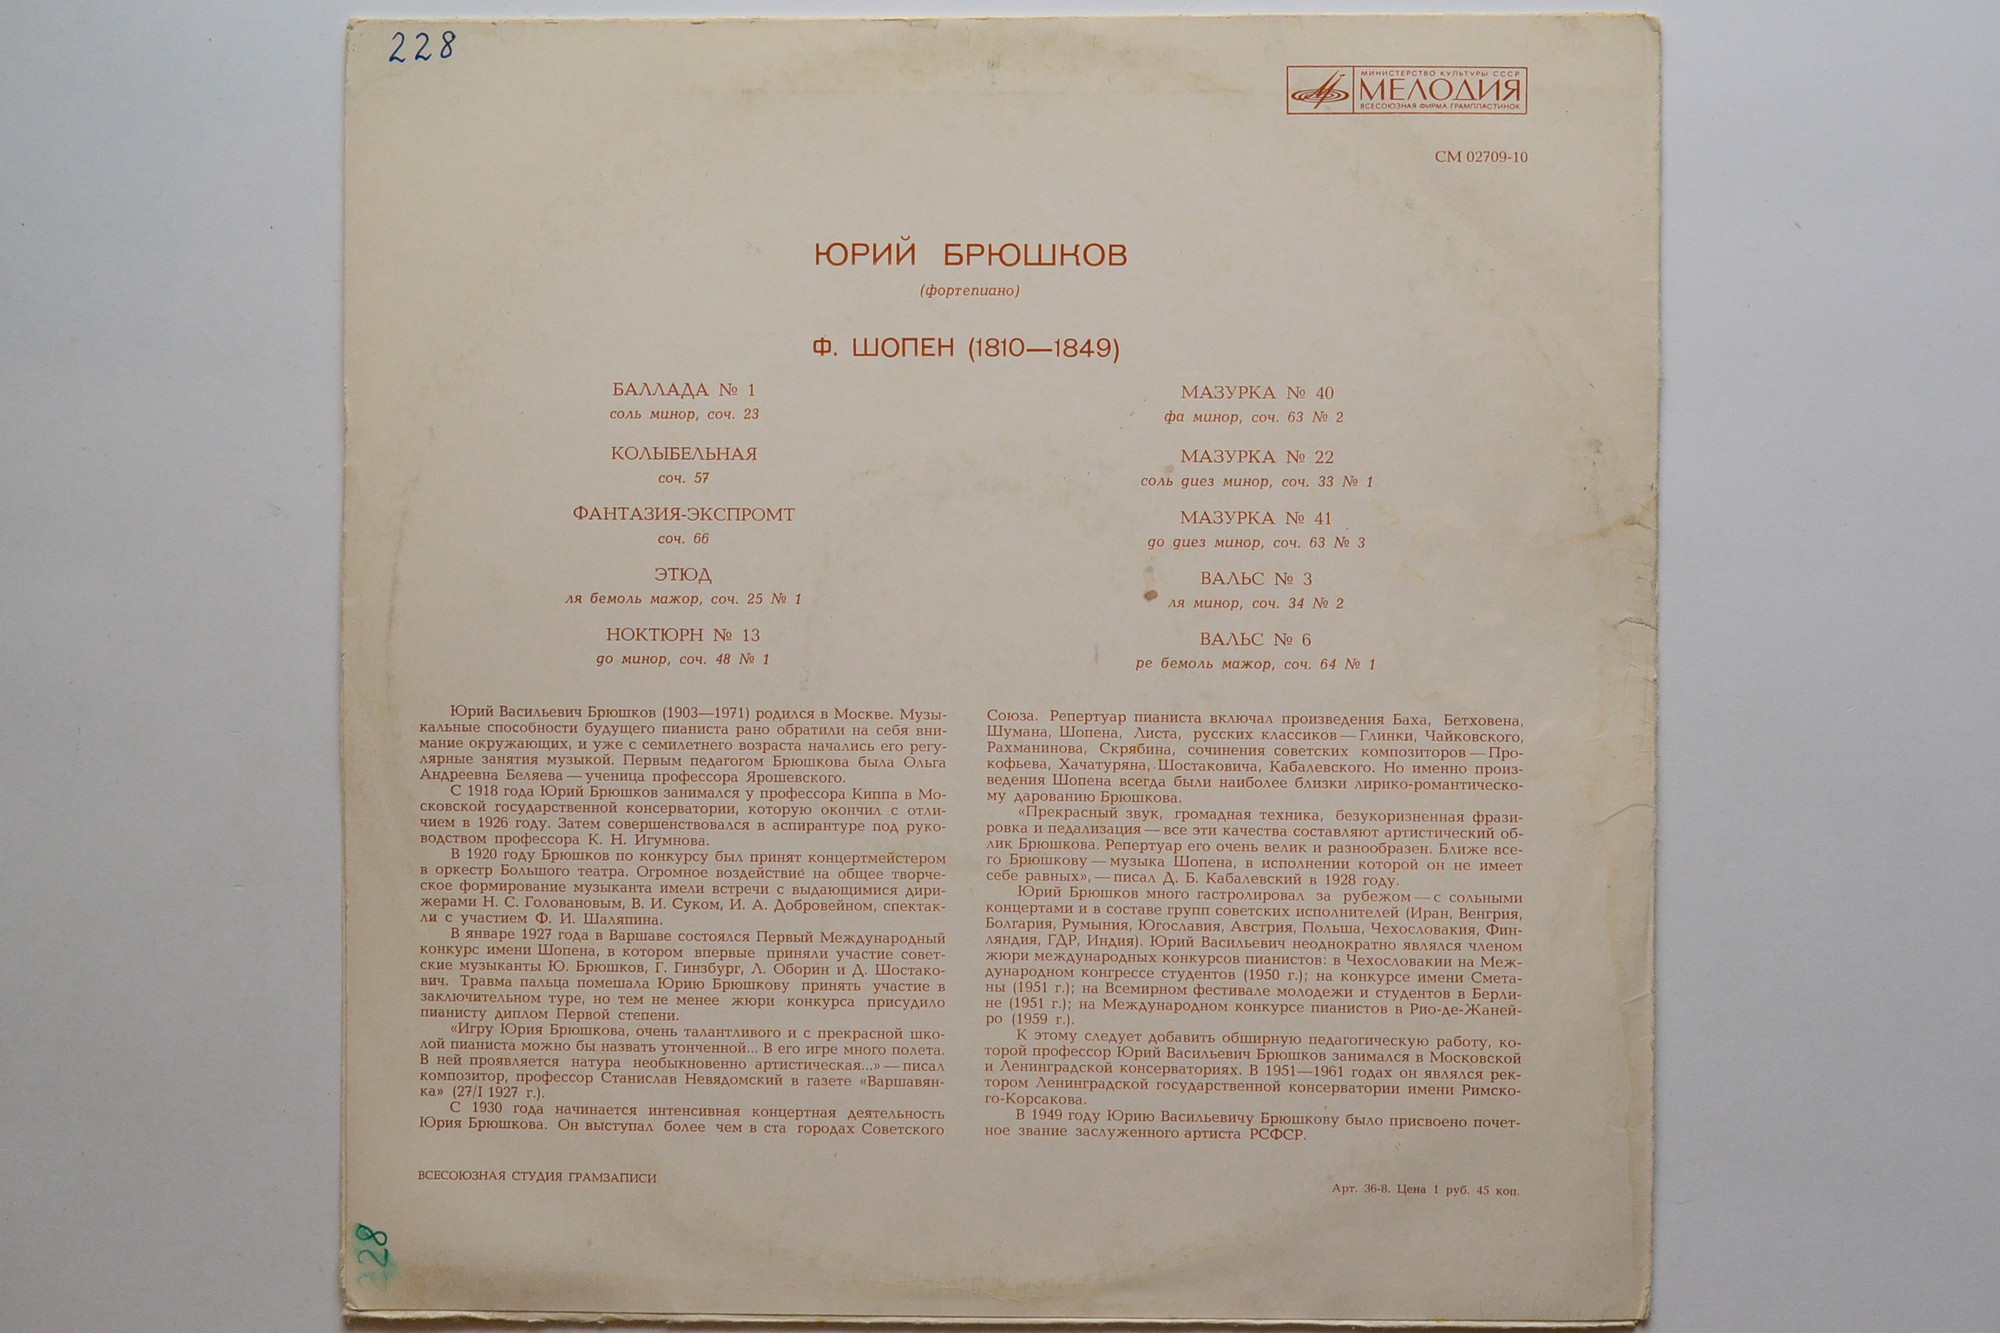 228
МИНИСТЕРСТВО КУЛЬТУРЫ СССР
МЕЛОДИЯ
ВСЕСОЮЗНАЯ ФИРМА ГРАМПЛАСТИНОК
СМ 02709-10
ЮРИЙ БРЮШКОВ
(фортепиано)
Ф. ШОПЕН (1810—1849)
БАЛЛАДА № 1
соль минор, соч. 23
КОЛЫБЕЛЬНАЯ
соч. 57
ФАНТАЗИЯ-ЭКСПРОМТ
соч. 66
ЭТЮД
ля бемоль мажор, соч. 25 № 1
НОКТЮРН № 13
до минор, соч. 48 № 1
МАЗУРКА № 40
фа минор, соч. 63 № 2
МАЗУРКА № 22
соль диез минор, соч. 33 № 1
МАЗУРКА № 41
до диез минор, соч. 63 № 3
ВАЛЬС № 3
ля минор, соч. 34 № 2
ВАЛЬС № 6
ре бемоль мажор, соч. 64 № 1
Юрий Васильевич Брюшков (1903—1971) родился в Москве. Музы-
кальные способности будущего пианиста рано обратили на себя вни-
мание окружающих, и уже с семилетнего возраста начались его регу-
лярные занятия музыкой. Первым педагогом Брюшкова была Ольга
Андреевна Беляева — ученица профессора Ярошевского.
С 1918 года Юрий Брюшков занимался у профессора Киппа в Мо-
сковской государственной консерватории, которую окончил с отли-
чием в 1926 году. Затем совершенствовался в аспирантуре под руко-
водством профессора К. Н. Игумнова.
В 1920 году Брюшков по конкурсу был принят концертмейстером
в оркестр Большого театра. Огромное воздействие на общее творче-
ское формирование музыканта имели встречи с выдающимися дири-
жерами Н. С. Головановым, В. И. Суком, И. А. Добровейном, спектак-
ли с участием Ф. И. Шаляпина.
В январе 1927 года в Варшаве состоялся Первый Международный
конкурс имени Шопена, в котором впервые приняли участие совет-
ские музыканты Ю. Брюшков, Г. Гинзбург, Л. Оборин и Д. Шостако-
вич. Травма пальца помешала Юрию Брюшкову принять участие в
заключительном туре, но тем не менее жюри конкурса присудило
пианисту диплом Первой степени.
«Игру Юрия Брюшкова, очень талантливого и с прекрасной шко-
лой пианиста можно бы назвать утонченной... В его игре много полета.
В ней проявляется натура необыкновенно артистическая...» — писал
композитор, профессор Станислав Невядомский в газете «Варшавян-
ка» (27/I 1927 г.).
С 1930 года начинается интенсивная концертная деятельность
Юрия Брюшкова. Он выступал более чем в ста городах Советского
Союза. Репертуар пианиста включал произведения Баха, Бетховена,
Шумана, Шопена, Листа, русских классиков — Глинки, Чайковского,
Рахманинова, Скрябина, сочинения советских композиторов — Про-
кофьева, Хачатуряна, Шостаковича, Кабалевского. Но именно произ-
ведения Шопена всегда были наиболее близки лирико-романтическо-
му дарованию Брюшкова.
«Прекрасный звук, громадная техника, безукоризненная фрази-
ровка и педализация — все эти качества составляют артистический об-
лик Брюшкова. Репертуар его очень велик и разнообразен. Ближе все-
го Брюшкову — музыка Шопена, в исполнении которой он не имеет
себе равных», — писал Д. Б. Кабалевский в 1928 году.
Юрий Брюшков много гастролировал за рубежом — с сольными
концертами и в составе групп советских исполнителей (Иран, Венгрия,
Болгария, Румыния, Югославия, Австрия, Польша, Чехословакия, Фин-
ляндия, ГДР, Индия). Юрий Васильевич неоднократно являлся членом
жюри международных конкурсов пианистов: в Чехословакии на Меж-
дународном конгрессе студентов (1950 г.); на конкурсе имени Смета-
ны (1951 г.); на Всемирном фестивале молодежи и студентов в Берли-
не (1951 г.); на Международном конкурсе пианистов в Рио-де-Жаней-
ро (1959 г.).
К этому следует добавить обширную педагогическую работу, ко-
торой профессор Юрий Васильевич Брюшков занимался в Московской
и Ленинградской консерваториях. В 1951—1961 годах он являлся рек-
тором Ленинградской государственной консерватории имени Римско-
го-Корсакова.
В 1949 году Юрию Васильевичу Брюшкову было присвоено почет-
ное звание заслуженного артиста РСФСР.
ВСЕСОЮЗНАЯ СТУДИЯ ГРАМЗАПИСИ
Арт. 36-8. Цена 1 руб. 45 коп.
228